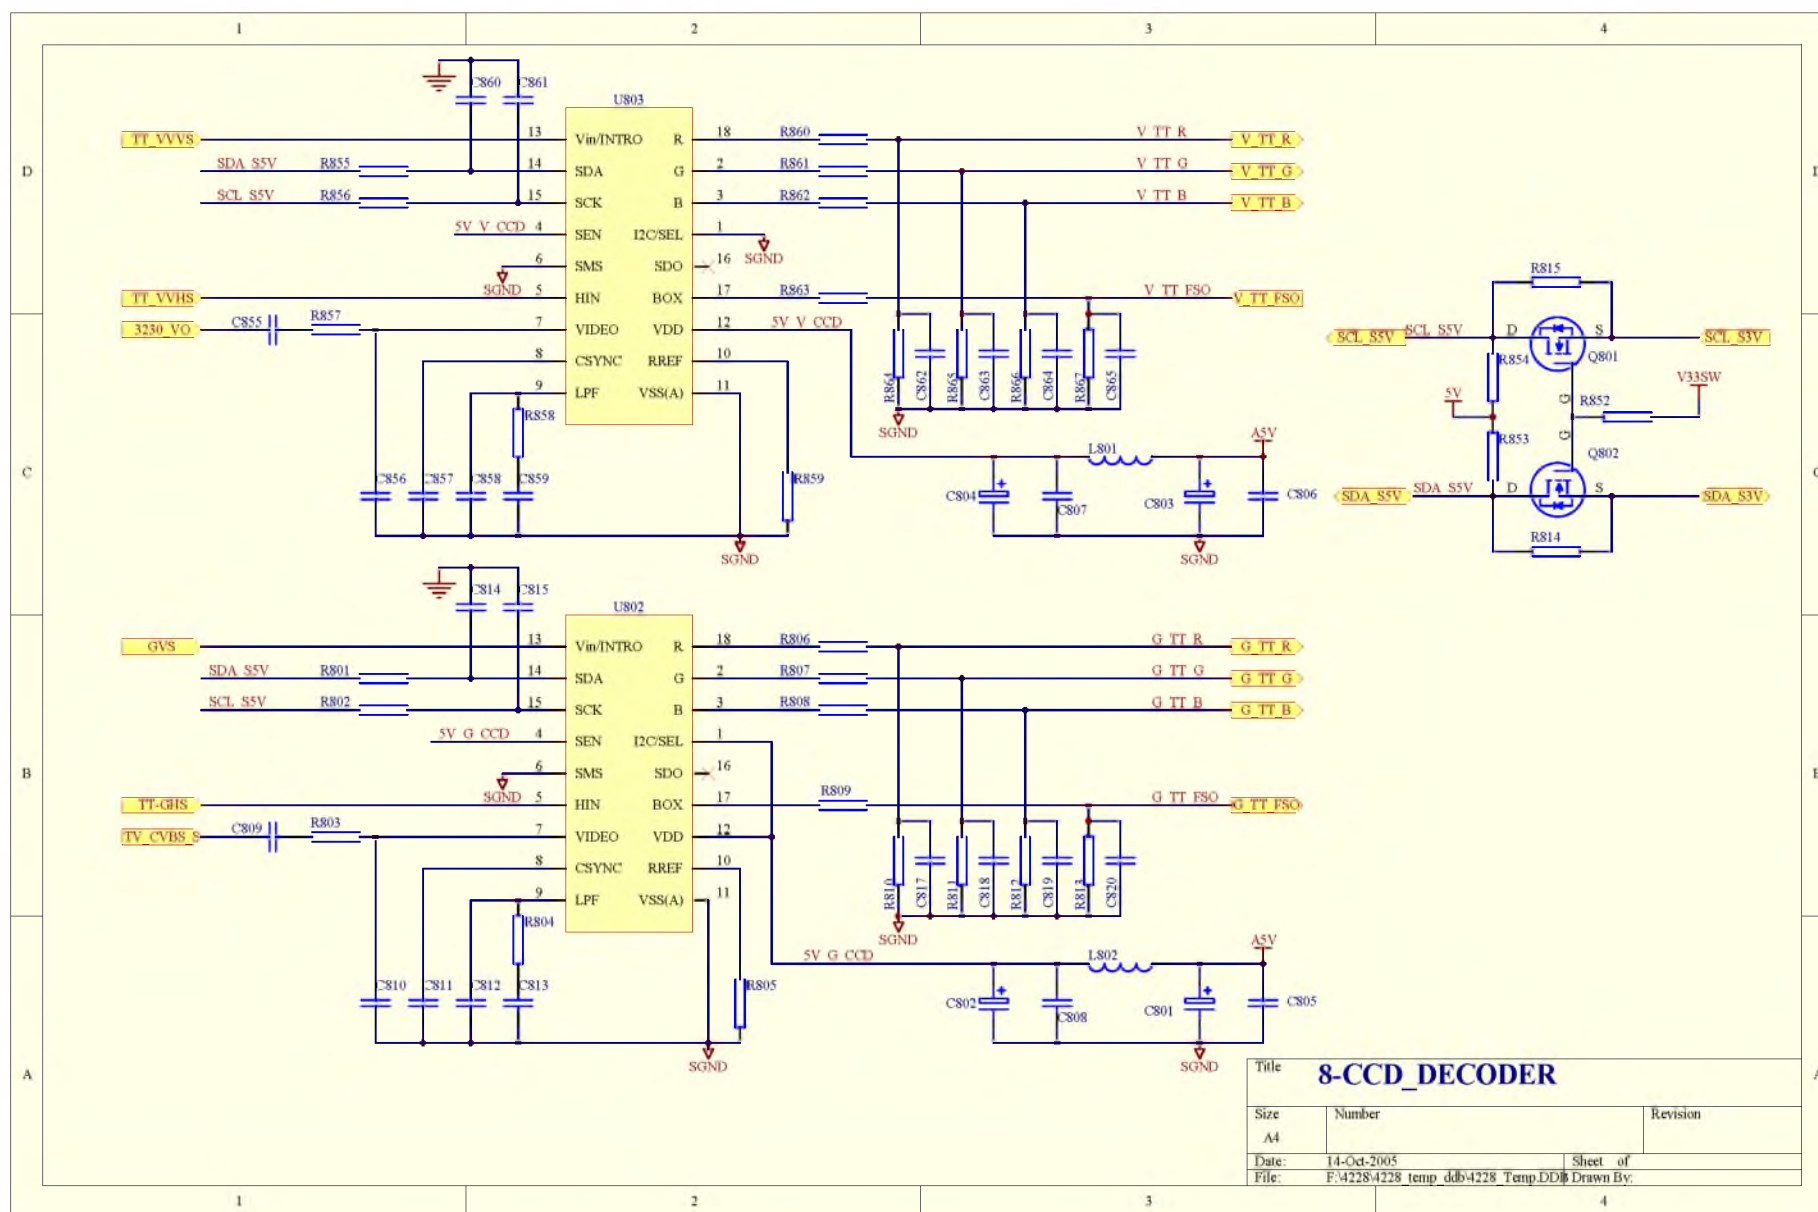 1 2 3 4
D
C
B
A
C860 C861
U803
TT_VVVS 13 Vin/INTRO R 18 R860 V_TT_R V_TT_R
SDA_S5V R855 14 SDA G 2 R861 V_TT_G V_TT_G
SCL_S5V R856 15 SCK B 3 R862 V_TT_B V_TT_B
5V_V_CCD 4 SEN I2C/SEL 1 SGND
6 SMS SDO 16
SGND
TT_VVHS 5 HIN BOX 17 R863 V_TT_FSO V_TT_FSO
3230_VO C855 R857 7 VIDEO VDD 12 5V_V_CCD
8 CSYNC RREF 10
9 LPF VSS(A) 11
R858
R864 C862 R865 C863 R866 C864 R867 C865
SGND
C856 C857 C858 C859 R859
SGND
L801 A5V
C804 + C807 C803 + C806
SGND
R815
SCL_S5V SCL_S5V D S SCL_S3V
Q801
R854
5V
G
R852 V33SW
G
R853
Q802
SDA_S5V SDA_S5V D S SDA_S3V
R814
C814 C815
U802
GVS 13 Vin/INTRO R 18 R806 G_TT_R G_TT_R
SDA_S5V R801 14 SDA G 2 R807 G_TT_G G_TT_G
SCL_S5V R802 15 SCK B 3 R808 G_TT_B G_TT_B
5V_G_CCD 4 SEN I2C/SEL 1
6 SMS SDO 16
SGND
TT-GHS 5 HIN BOX 17 R809 G_TT_FSO G_TT_FSO
TV_CVBS_S C809 R803 7 VIDEO VDD 12
8 CSYNC RREF 10
9 LPF VSS(A) 11
R804
R810 C817 R811 C818 R812 C819 R813 C820
SGND
C810 C811 C812 C813 R805
SGND
5V_G_CCD L802 A5V
C802 + C808 C801 + C805
SGND
Title 8-CCD_DECODER
Size Number Revision
A4
Date: 14-Oct-2005 Sheet of
File: F:\4228\4228_temp_ddb\4228_Temp.DDB Drawn By:
1 2 3 4